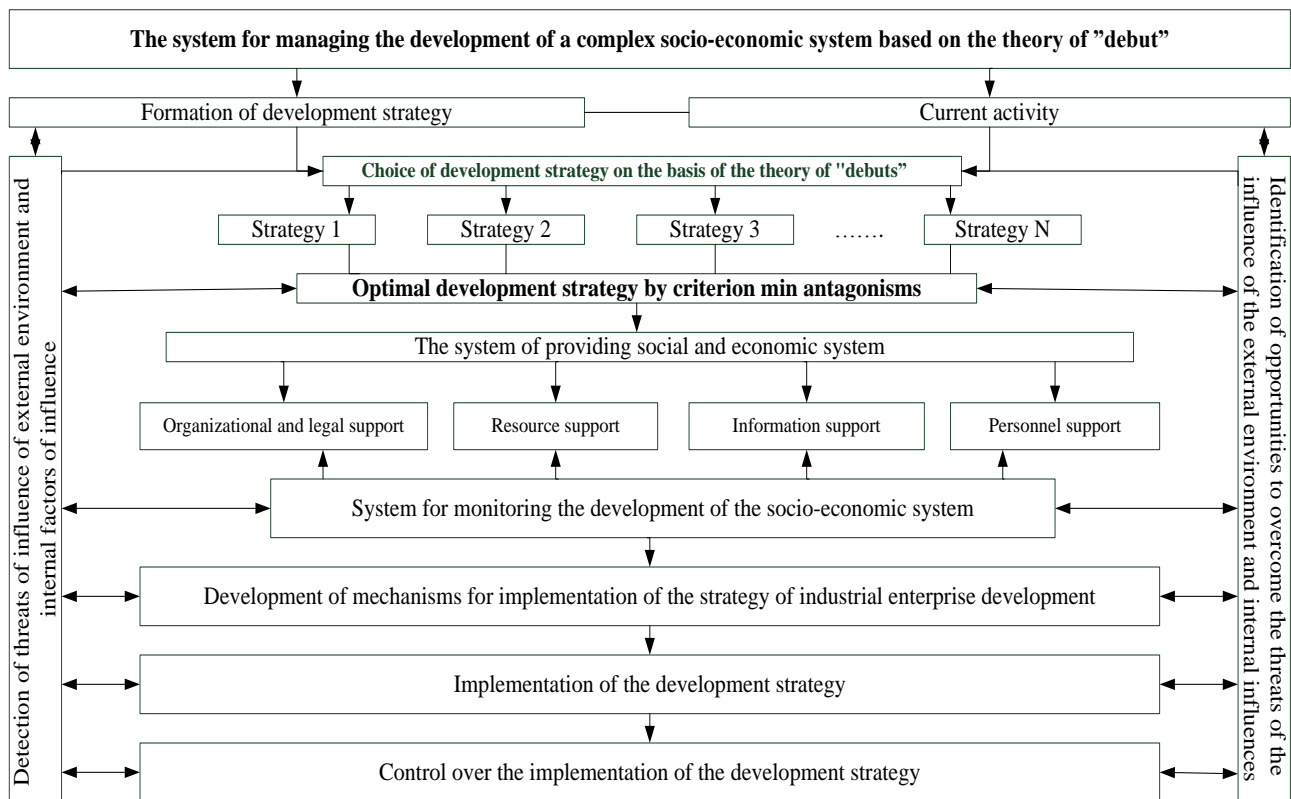 The system for managing the development of a complex socio-economic system based on the theory of ”debut”
Formation of development strategy
Current activity
Choice of development strategy on the basis of the theory of "debuts”
Strategy 1
Strategy 2
Strategy 3
…….
Strategy N
Optimal development strategy by criterion min antagonisms
The system of providing social and economic system
Organizational and legal support
Resource support
Information support
Personnel support
System for monitoring the development of the socio-economic system
Development of mechanisms for implementation of the strategy of industrial enterprise development
Implementation of the development strategy
Control over the implementation of the development strategy
Detection of threats of influence of external environment and
internal factors of influence
Identification of opportunities to overcome the threats of the
influence of the external environment and internal influences